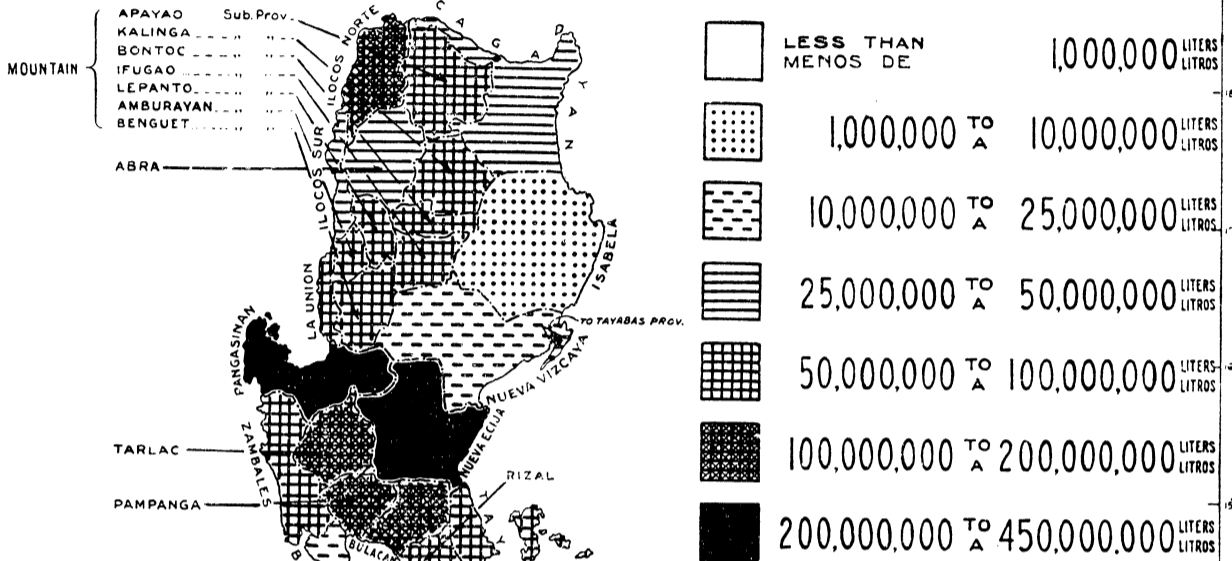 APAYAO Sub. Prov.
KALINGA " "
BONTOC " "
MOUNTAIN
IFUGAO " "
LEPANTO " "
AMBURAYAN " "
BENGUET " "
ABRA
TARLAC
PAMPANGA
ILOCOS NORTE
CAGAYAN
ILOCOS SUR
LA UNION
ISABELA
TO TAYABAS PROV.
PANGASINAN
NUEVA VIZCAYA
NUEVA ECIJA
ZAMBALES
RIZAL
BULACAN
B
T A Y
LESS THAN 1,000,000 LITERS
MENOS DE LITROS
1,000,000 TO 10,000,000 LITERS
A LITROS
10,000,000 TO 25,000,000 LITERS
A LITROS
25,000,000 TO 50,000,000 LITERS
A LITROS
50,000,000 TO 100,000,000 LITERS
A LITROS
100,000,000 TO 200,000,000 LITERS
A LITROS
200,000,000 TO 450,000,000 LITERS
A LITROS